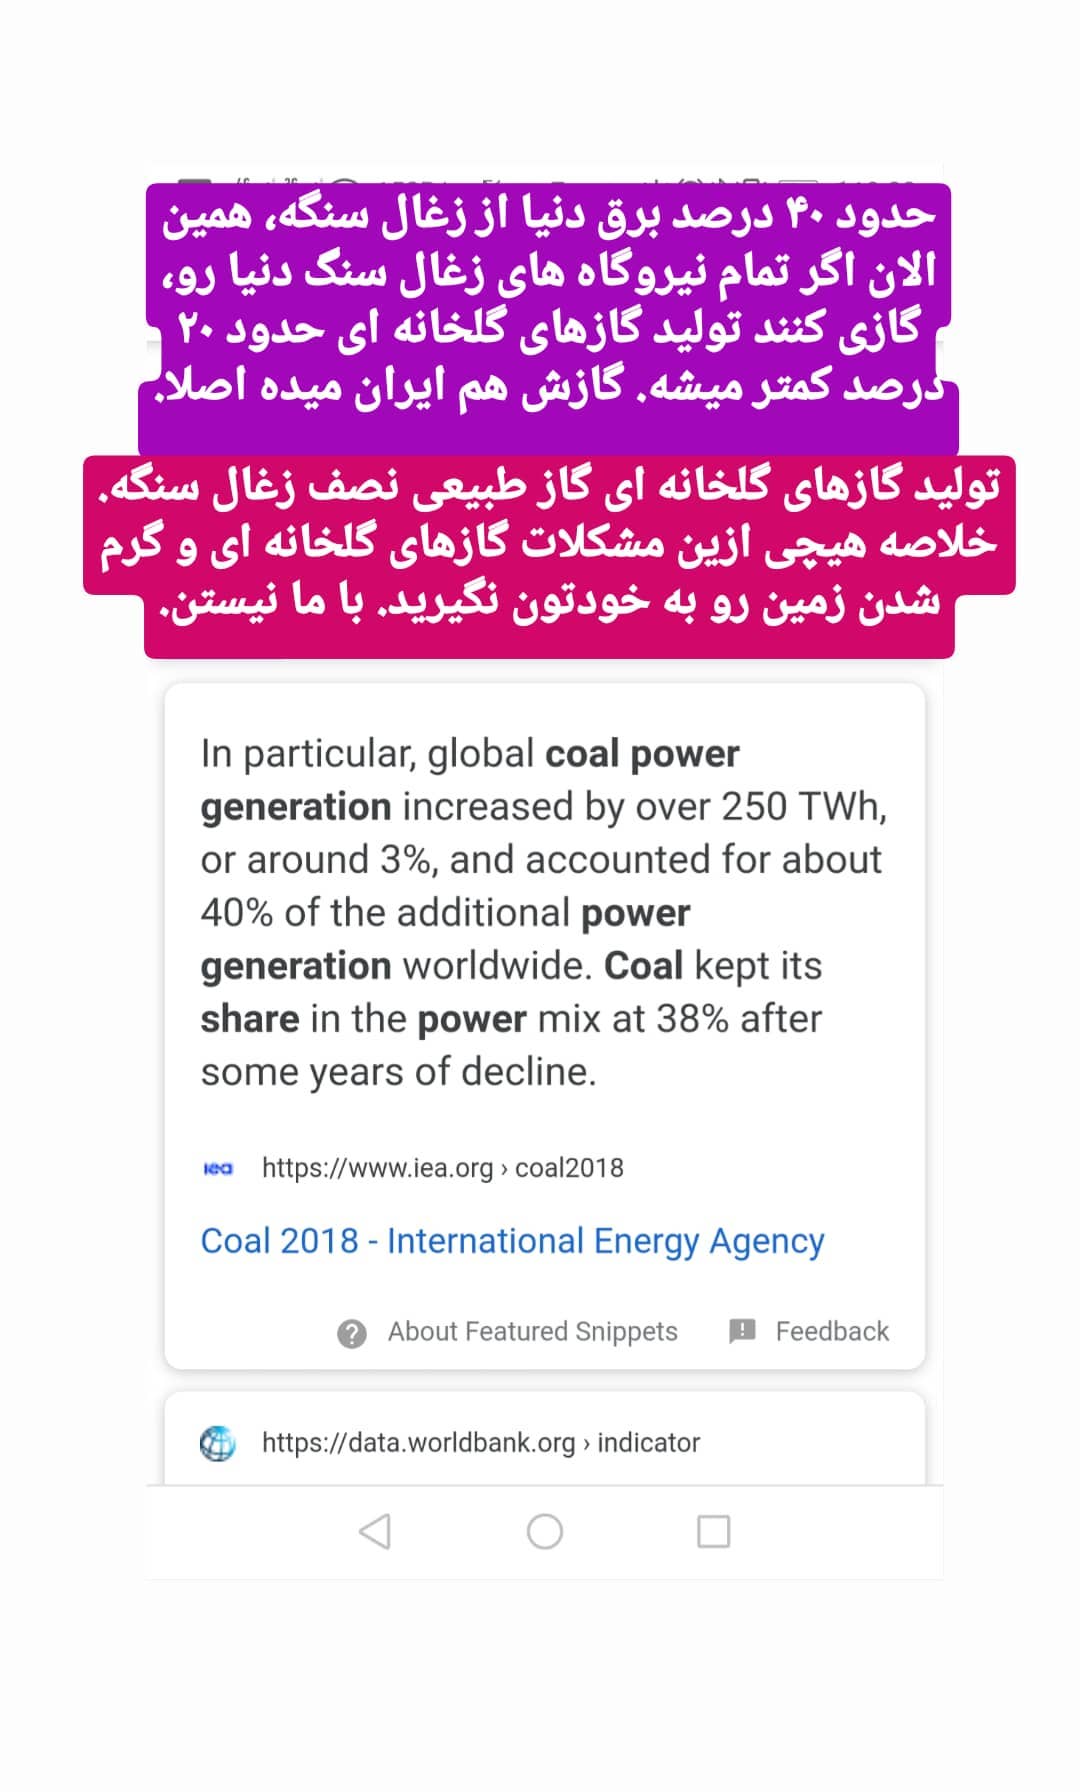 حدود ۴۰ درصد برق دنیا از زغال سنگه، همین
الان اگر تمام نیروگاه های زغال سنگ دنیا رو،
گازی کنند تولید گازهای گلخانه ای حدود ۲۰
درصد کمتر میشه. گازش هم ایران میده اصلا.
تولید گازهای گلخانه ای گاز طبیعی نصف زغال سنگه.
خلاصه هیچی ازین مشکلات گازهای گلخانه ای و گرم
شدن زمین رو به خودتون نگیرید. با ما نیستن.
In particular, global coal power
generation increased by over 250 TWh,
or around 3%, and accounted for about
40% of the additional power
generation worldwide. Coal kept its
share in the power mix at 38% after
some years of decline.
iea https://www.iea.org › coal2018
Coal 2018 - International Energy Agency
About Featured Snippets Feedback
https://data.worldbank.org › indicator